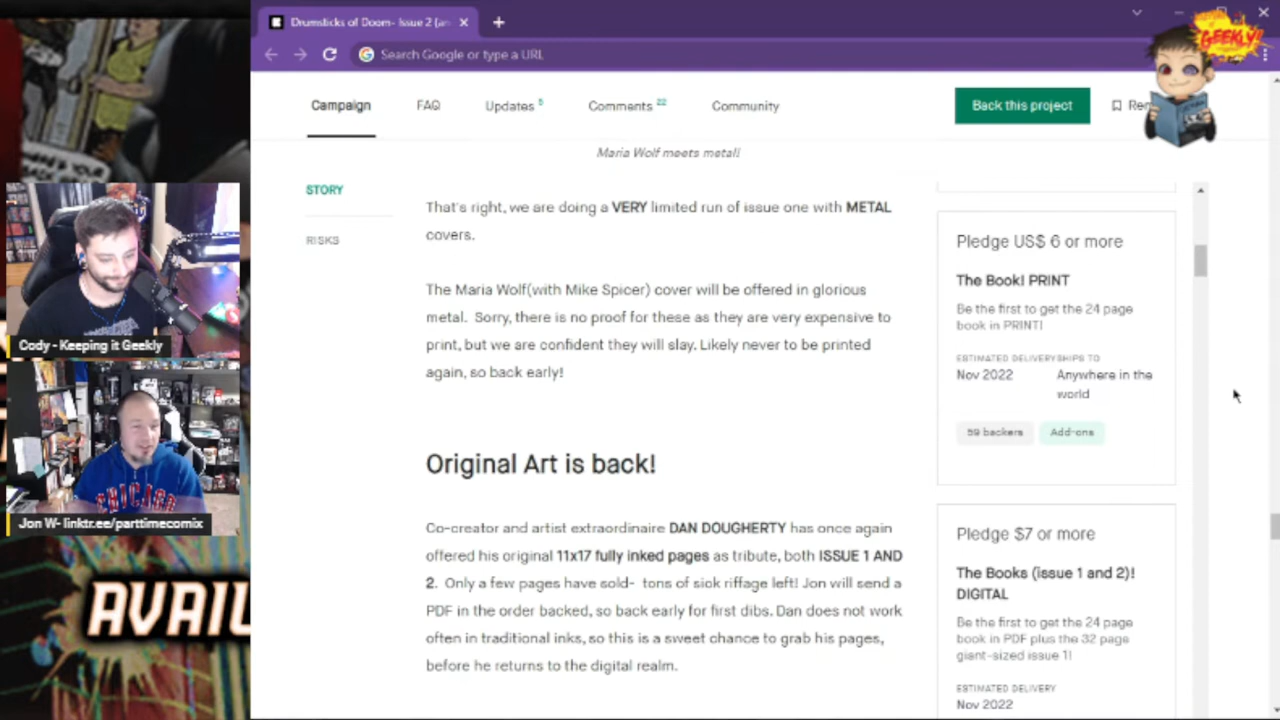 Drumsticks of Doom- Issue 2 (an
Search Google or type a URL
GEEKLY!
Campaign
FAQ
Updates 5
Comments 22
Community
Back this project
Maria Wolf meets metal!
STORY
RISKS
That's right, we are doing a VERY limited run of issue one with METAL
covers.
The Maria Wolf(with Mike Spicer) cover will be offered in glorious
metal. Sorry, there is no proof for these as they are very expensive to
print, but we are confident they will slay. Likely never to be printed
again, so back early!
Original Art is back!
Co-creator and artist extraordinaire DAN DOUGHERTY has once again
offered his original 11x17 fully inked pages as tribute, both ISSUE 1 AND
2. Only a few pages have sold- tons of sick riffage left! Jon will send a
PDF in the order backed, so back early for first dibs. Dan does not work
often in traditional inks, so this is a sweet chance to grab his pages,
before he returns to the digital realm.
Pledge US$ 6 or more
The Book! PRINT
Be the first to get the 24 page
book in PRINT!
ESTIMATED DELIVERY SHIPS TO
Nov 2022 Anywhere in the
world
59 backers Add-ons
Pledge $7 or more
The Books (issue 1 and 2)!
DIGITAL
Be the first to get the 24 page
book in PDF plus the 32 page
giant-sized issue 1!
ESTIMATED DELIVERY
Nov 2022
Cody - Keeping it Geekly
CHICAGO
Jon W- linktr.ee/parttimecomix
AVAIL